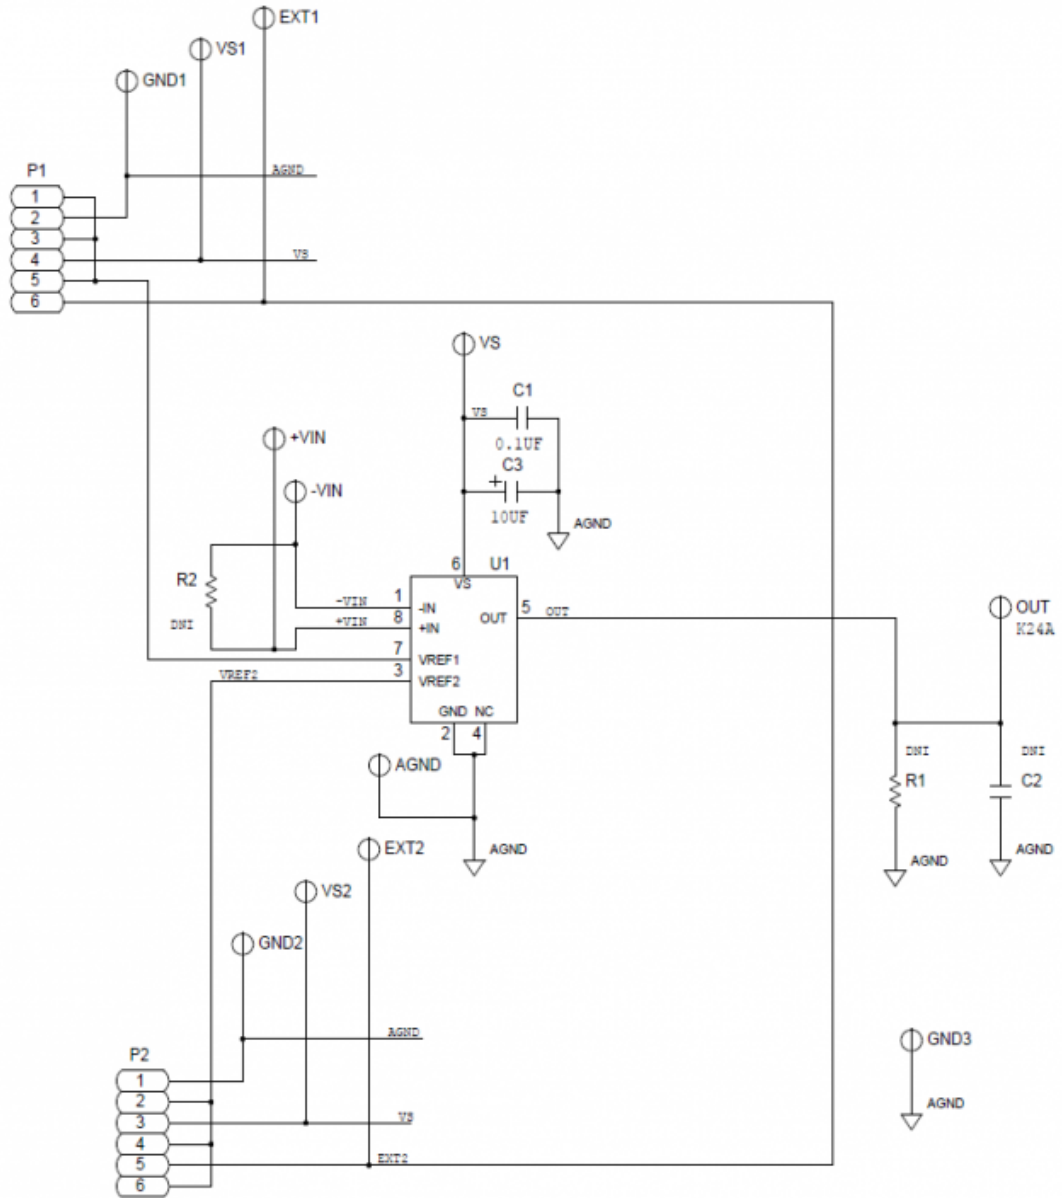 EXT1
VS1
GND1
AGND
P1
1
2
3
4
VS
5
6
VS
C1
VS
0.1UF
+VIN
C3
+
-VIN
10UF
AGND
6
U1
VS
R2
DNI
-VIN
1
-IN
5
OUT
OUT
OUT
K24A
+VIN
8
+IN
7
VREF1
VREF2
3
VREF2
GND NC
2
4
DNI
DNI
AGND
R1
C2
EXT2
AGND
AGND
AGND
VS2
GND2
AGND
GND3
P2
1
2
3
VS
AGND
4
5
EXT2
6